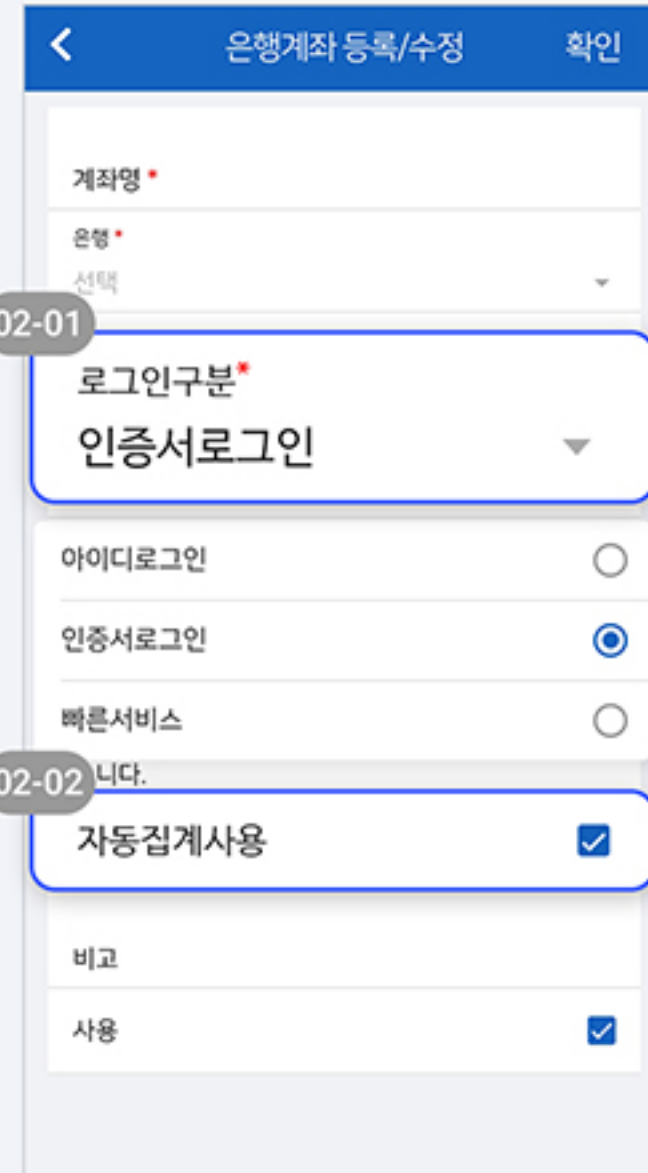 은행계좌 등록/수정 확인
계좌명 *
은행 *
선택
02-01
로그인구분*
인증서로그인
아이디로그인
인증서로그인
빠른서비스
니다.
02-02
자동집계사용
비고
사용